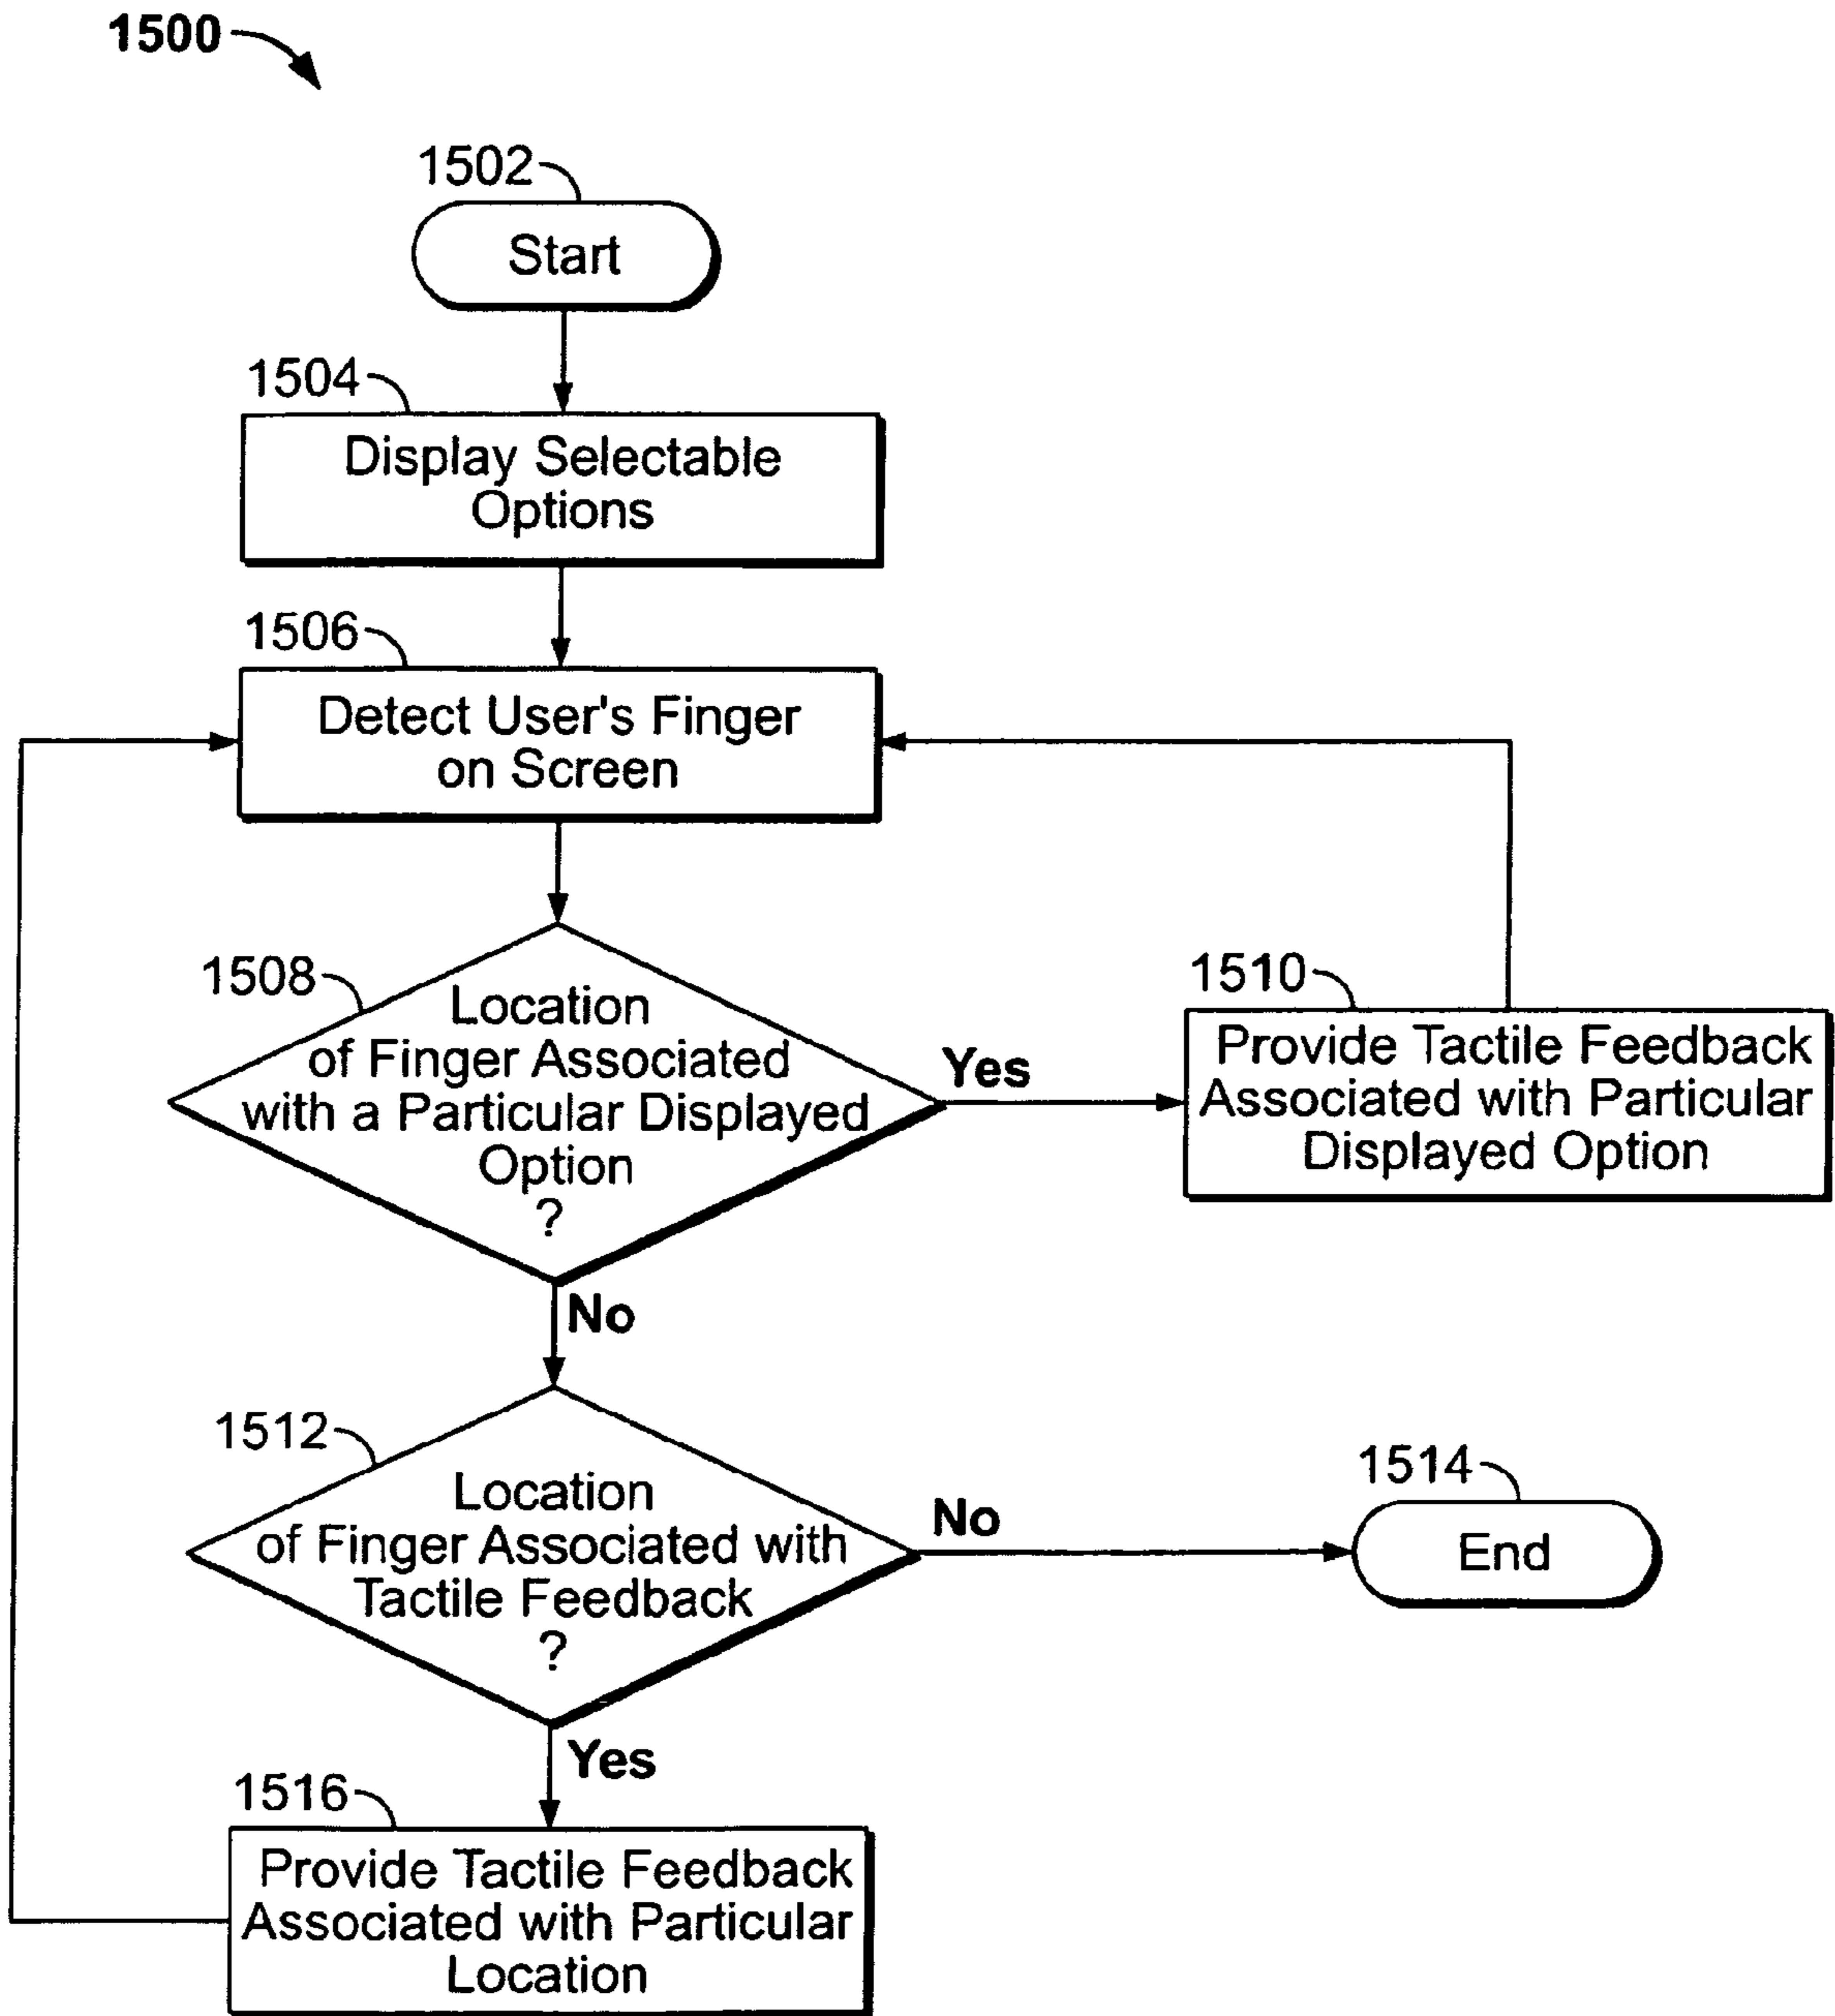 1500
1502
Start
1504
Display Selectable
Options
1506
Detect User's Finger
on Screen
1508
Location
of Finger Associated
with a Particular Displayed
Option
?
Yes
1510
Provide Tactile Feedback
Associated with Particular
Displayed Option
No
1512
Location
of Finger Associated with
Tactile Feedback
?
No
1514
End
Yes
1516
Provide Tactile Feedback
Associated with Particular
Location